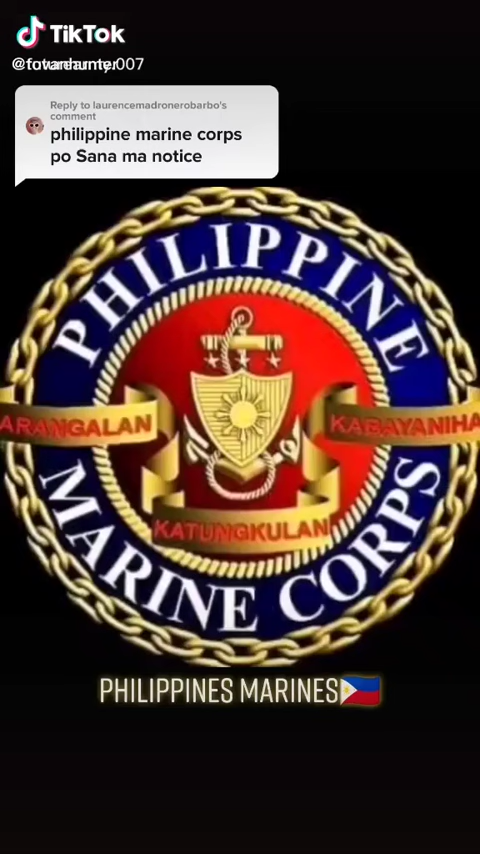 TikTok
Reply to laurencemadronerobarbo's
comment
philippine marine corps
po Sana ma notice
PHILIPPINE
ARANGALAN
KABAYANIHA
KATUNGKULAN
MARINE CORPS
PHILIPPINES MARINES